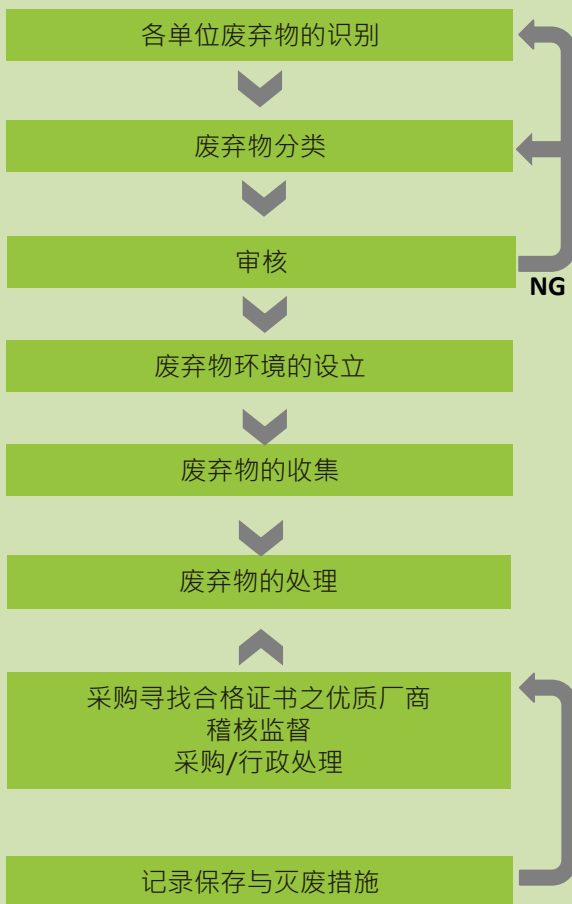 各单位废弃物的识别
废弃物分类
审核
NG
废弃物环境的设立
废弃物的收集
废弃物的处理
采购寻找合格证书之优质厂商
稽核监督
采购/行政处理
记录保存与灭废措施